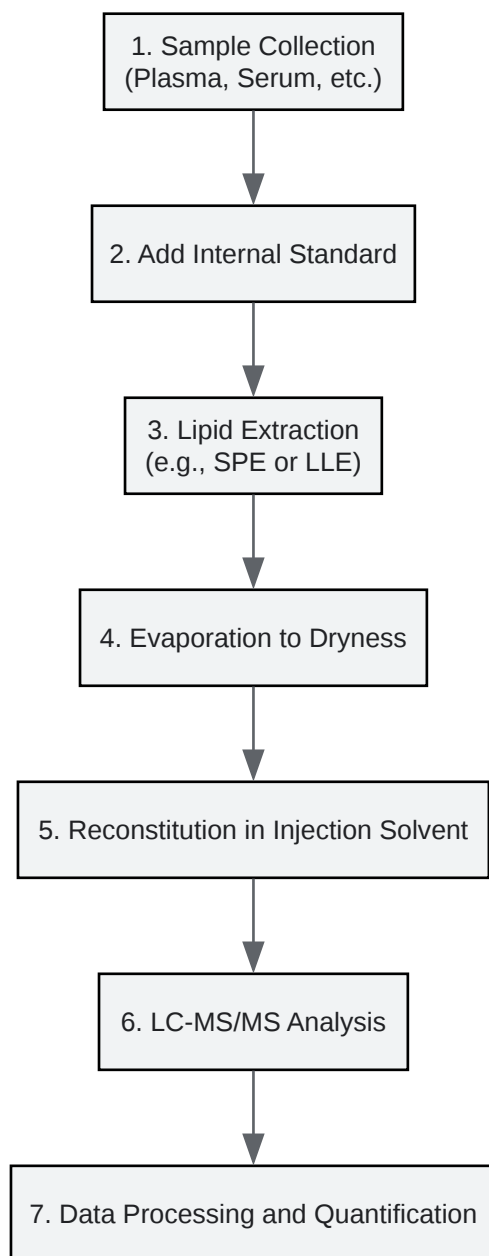 1. Sample Collection
(Plasma, Serum, etc.)
2. Add Internal Standard
3. Lipid Extraction
(e.g., SPE or LLE)
4. Evaporation to Dryness
5. Reconstitution in Injection Solvent
6. LC-MS/MS Analysis
7. Data Processing and Quantification